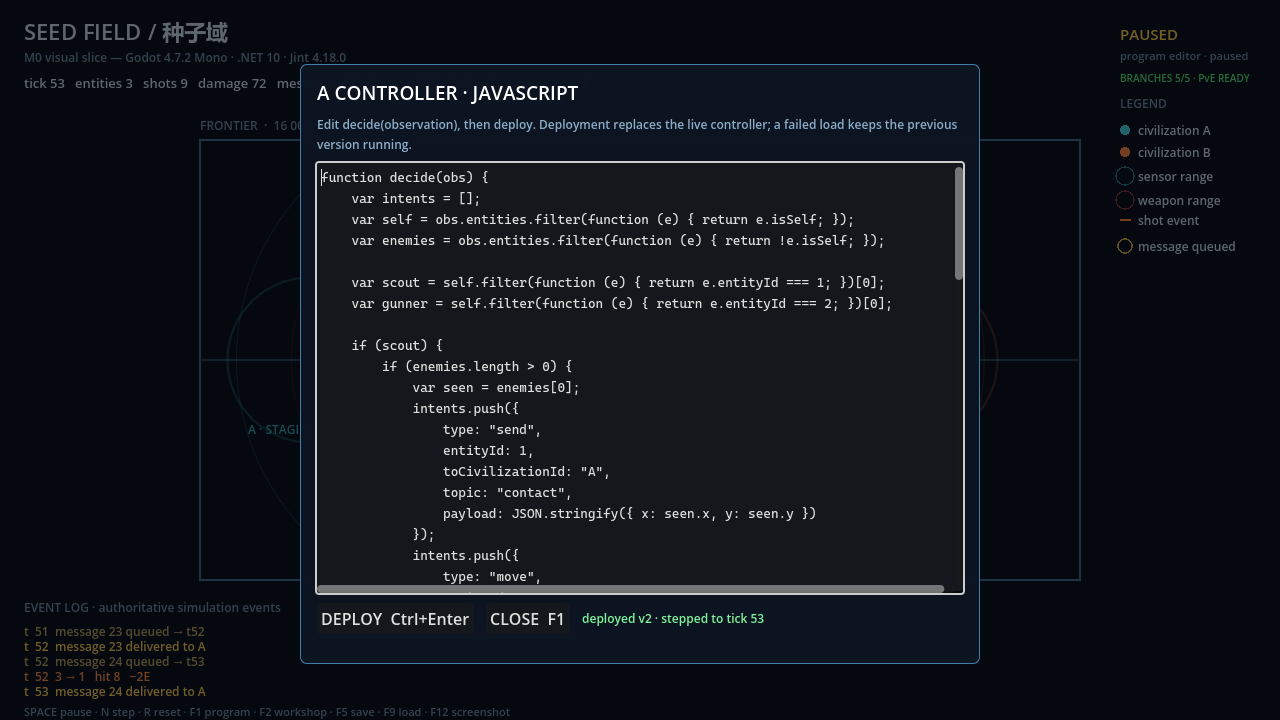 SEED FIELD / 种子域
M0 visual slice — Godot 4.7.2 Mono · .NET 10 · Jint 4.18.0
tick 53 entities 3 shots 9 damage 72 mes
FRONTIER · 16 00
A · STAGI
PAUSED
program editor · paused
BRANCHES 5/5 · PvE READY
LEGEND
civilization A
civilization B
sensor range
weapon range
shot event
message queued
A CONTROLLER · JAVASCRIPT
Edit decide(observation), then deploy. Deployment replaces the live controller; a failed load keeps the previous
version running.
function decide(obs) {
    var intents = [];
    var self = obs.entities.filter(function (e) { return e.isSelf; });
    var enemies = obs.entities.filter(function (e) { return !e.isSelf; });
    var scout = self.filter(function (e) { return e.entityId === 1; })[0];
    var gunner = self.filter(function (e) { return e.entityId === 2; })[0];
    if (scout) {
        if (enemies.length > 0) {
            var seen = enemies[0];
            intents.push({
                type: "send",
                entityId: 1,
                toCivilizationId: "A",
                topic: "contact",
                payload: JSON.stringify({ x: seen.x, y: seen.y })
            });
            intents.push({
                type: "move",
DEPLOY Ctrl+Enter
CLOSE F1
deployed v2 · stepped to tick 53
EVENT LOG · authoritative simulation events
t 51 message 23 queued → t52
t 52 message 23 delivered to A
t 52 message 24 queued → t53
t 52 3 → 1 hit 8 −2E
t 53 message 24 delivered to A
SPACE pause · N step · R reset · F1 program · F2 workshop · F5 save · F9 load · F12 screenshot